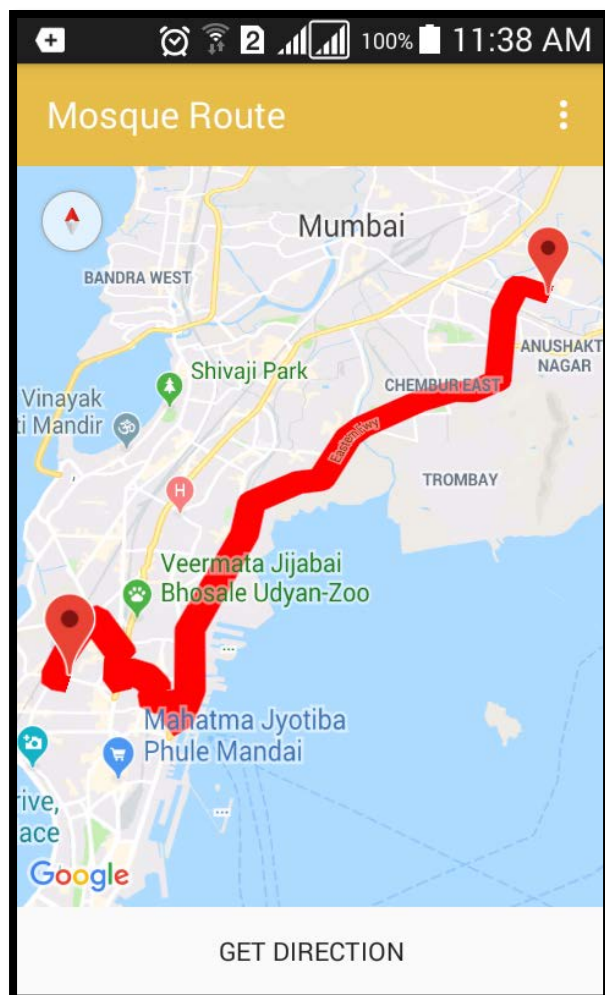 2 100% 11:38 AM
Mosque Route
Mumbai
BANDRA WEST
ANUSHAKT
NAGAR
Shivaji Park
CHEMBUR EAST
Vinayak
ti Mandir
Eastern Fwy
H
TROMBAY
Veermata Jijabai
Bhosale Udyan-Zoo
Mahatma Jyotiba
Phule Mandai
rive,
ace
Google
GET DIRECTION